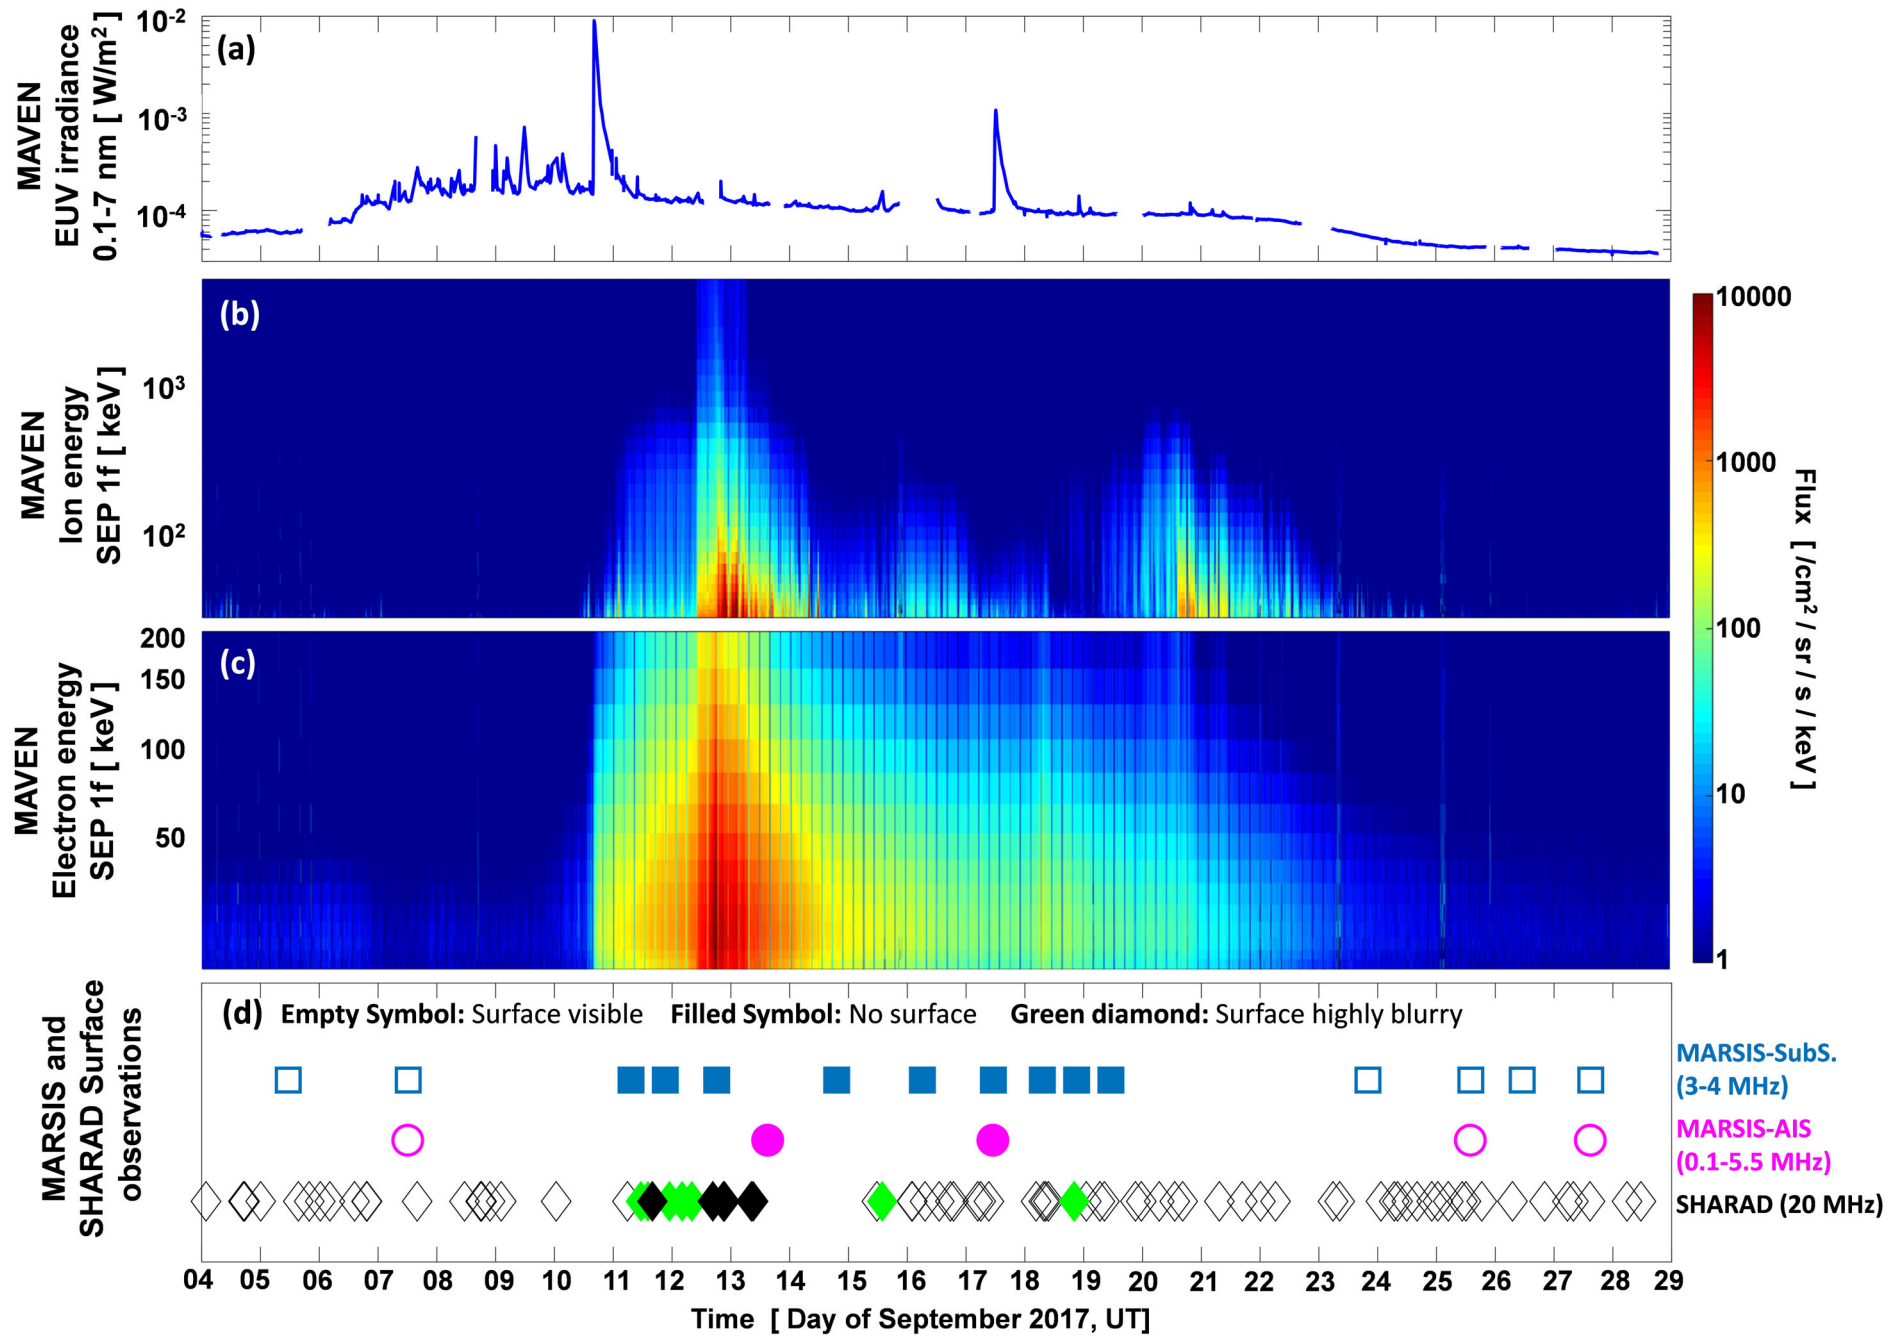 MAVEN
EUV irradiance
0.1-7 nm [ W/m²]
10⁻²
10⁻³
10⁻⁴
(a)
MAVEN
Ion energy
SEP 1f [ keV]
10³
10²
(b)
MAVEN
Electron energy
SEP 1f [ keV]
200
150
100
50
(c)
10000
1000
100
10
1
Flux [ /cm² / sr / s / keV ]
MARSIS and
SHARAD Surface
observations
(d) Empty Symbol: Surface visible Filled Symbol: No surface Green diamond: Surface highly blurry
MARSIS-SubS.
(3-4 MHz)
MARSIS-AIS
(0.1-5.5 MHz)
SHARAD (20 MHz)
04 05 06 07 08 09 10 11 12 13 14 15 16 17 18 19 20 21 22 23 24 25 26 27 28 29
Time [ Day of September 2017, UT]